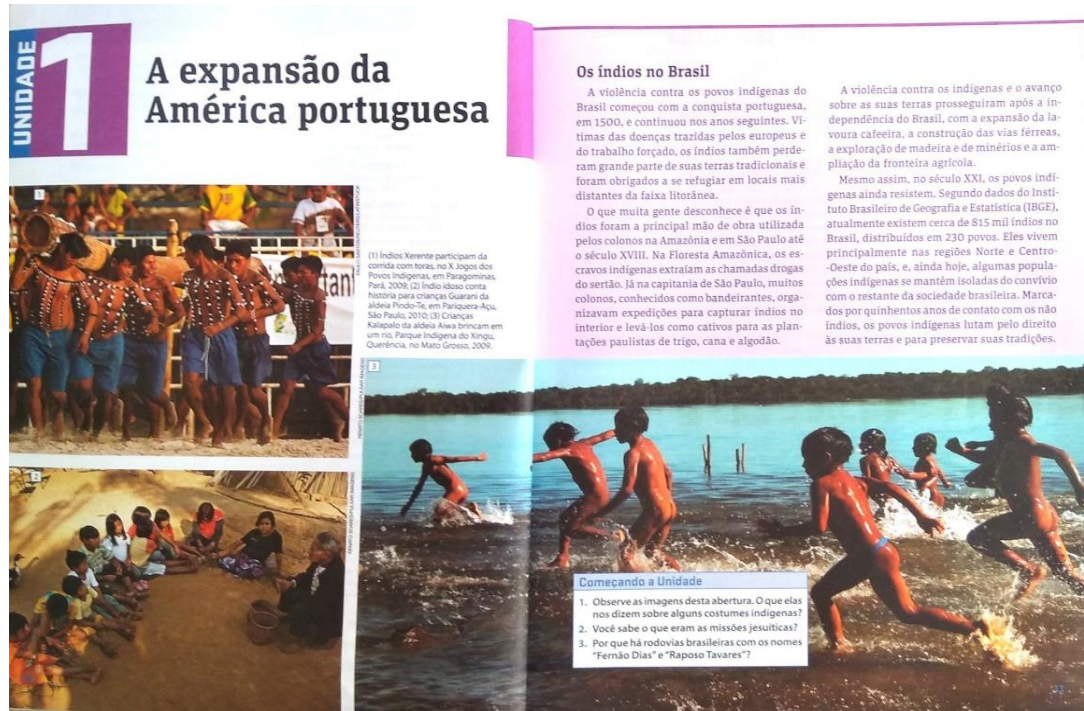 UNIDADE
1
A expansão da
América portuguesa
1
(1) Índios Xerente participam da
corrida com toras, no X Jogos dos
Povos Indígenas, em Paragominas,
Pará, 2009; (2) Índio idoso conta
história para crianças Guarani da
aldeia Pindo-Te, em Pariquera-Açu,
São Paulo, 2010; (3) Crianças
Kalapalo da aldeia Aiwa brincam em
um rio, Parque Indígena do Xingu,
Querência, no Mato Grosso, 2009.
2
3
Os índios no Brasil
A violência contra os povos indígenas do
Brasil começou com a conquista portuguesa,
em 1500, e continuou nos anos seguintes. Ví-
timas das doenças trazidas pelos europeus e
do trabalho forçado, os índios também perde-
ram grande parte de suas terras tradicionais e
foram obrigados a se refugiar em locais mais
distantes da faixa litorânea.
O que muita gente desconhece é que os ín-
dios foram a principal mão de obra utilizada
pelos colonos na Amazônia e em São Paulo até
o século XVIII. Na Floresta Amazônica, os es-
cravos indígenas extraíam as chamadas drogas
do sertão. Já na capitania de São Paulo, muitos
colonos, conhecidos como bandeirantes, orga-
nizavam expedições para capturar índios no
interior e levá-los como cativos para as plan-
tações paulistas de trigo, cana e algodão.
A violência contra os indígenas e o avanço
sobre as suas terras prosseguiram após a in-
dependência do Brasil, com a expansão da la-
voura cafeeira, a construção das vias férreas,
a exploração de madeira e de minérios e a am-
pliação da fronteira agrícola.
Mesmo assim, no século XXI, os povos indí-
genas ainda resistem. Segundo dados do Insti-
tuto Brasileiro de Geografia e Estatística (IBGE),
atualmente existem cerca de 815 mil índios no
Brasil, distribuídos em 230 povos. Eles vivem
principalmente nas regiões Norte e Centro-
-Oeste do país, e, ainda hoje, algumas popula-
ções indígenas se mantêm isoladas do convívio
com o restante da sociedade brasileira. Marca-
dos por quinhentos anos de contato com os não
índios, os povos indígenas lutam pelo direito
às suas terras e para preservar suas tradições.
Começando a Unidade
1. Observe as imagens desta abertura. O que elas
nos dizem sobre alguns costumes indígenas?
2. Você sabe o que eram as missões jesuíticas?
3. Por que há rodovias brasileiras com os nomes
"Fernão Dias" e "Raposo Tavares"?